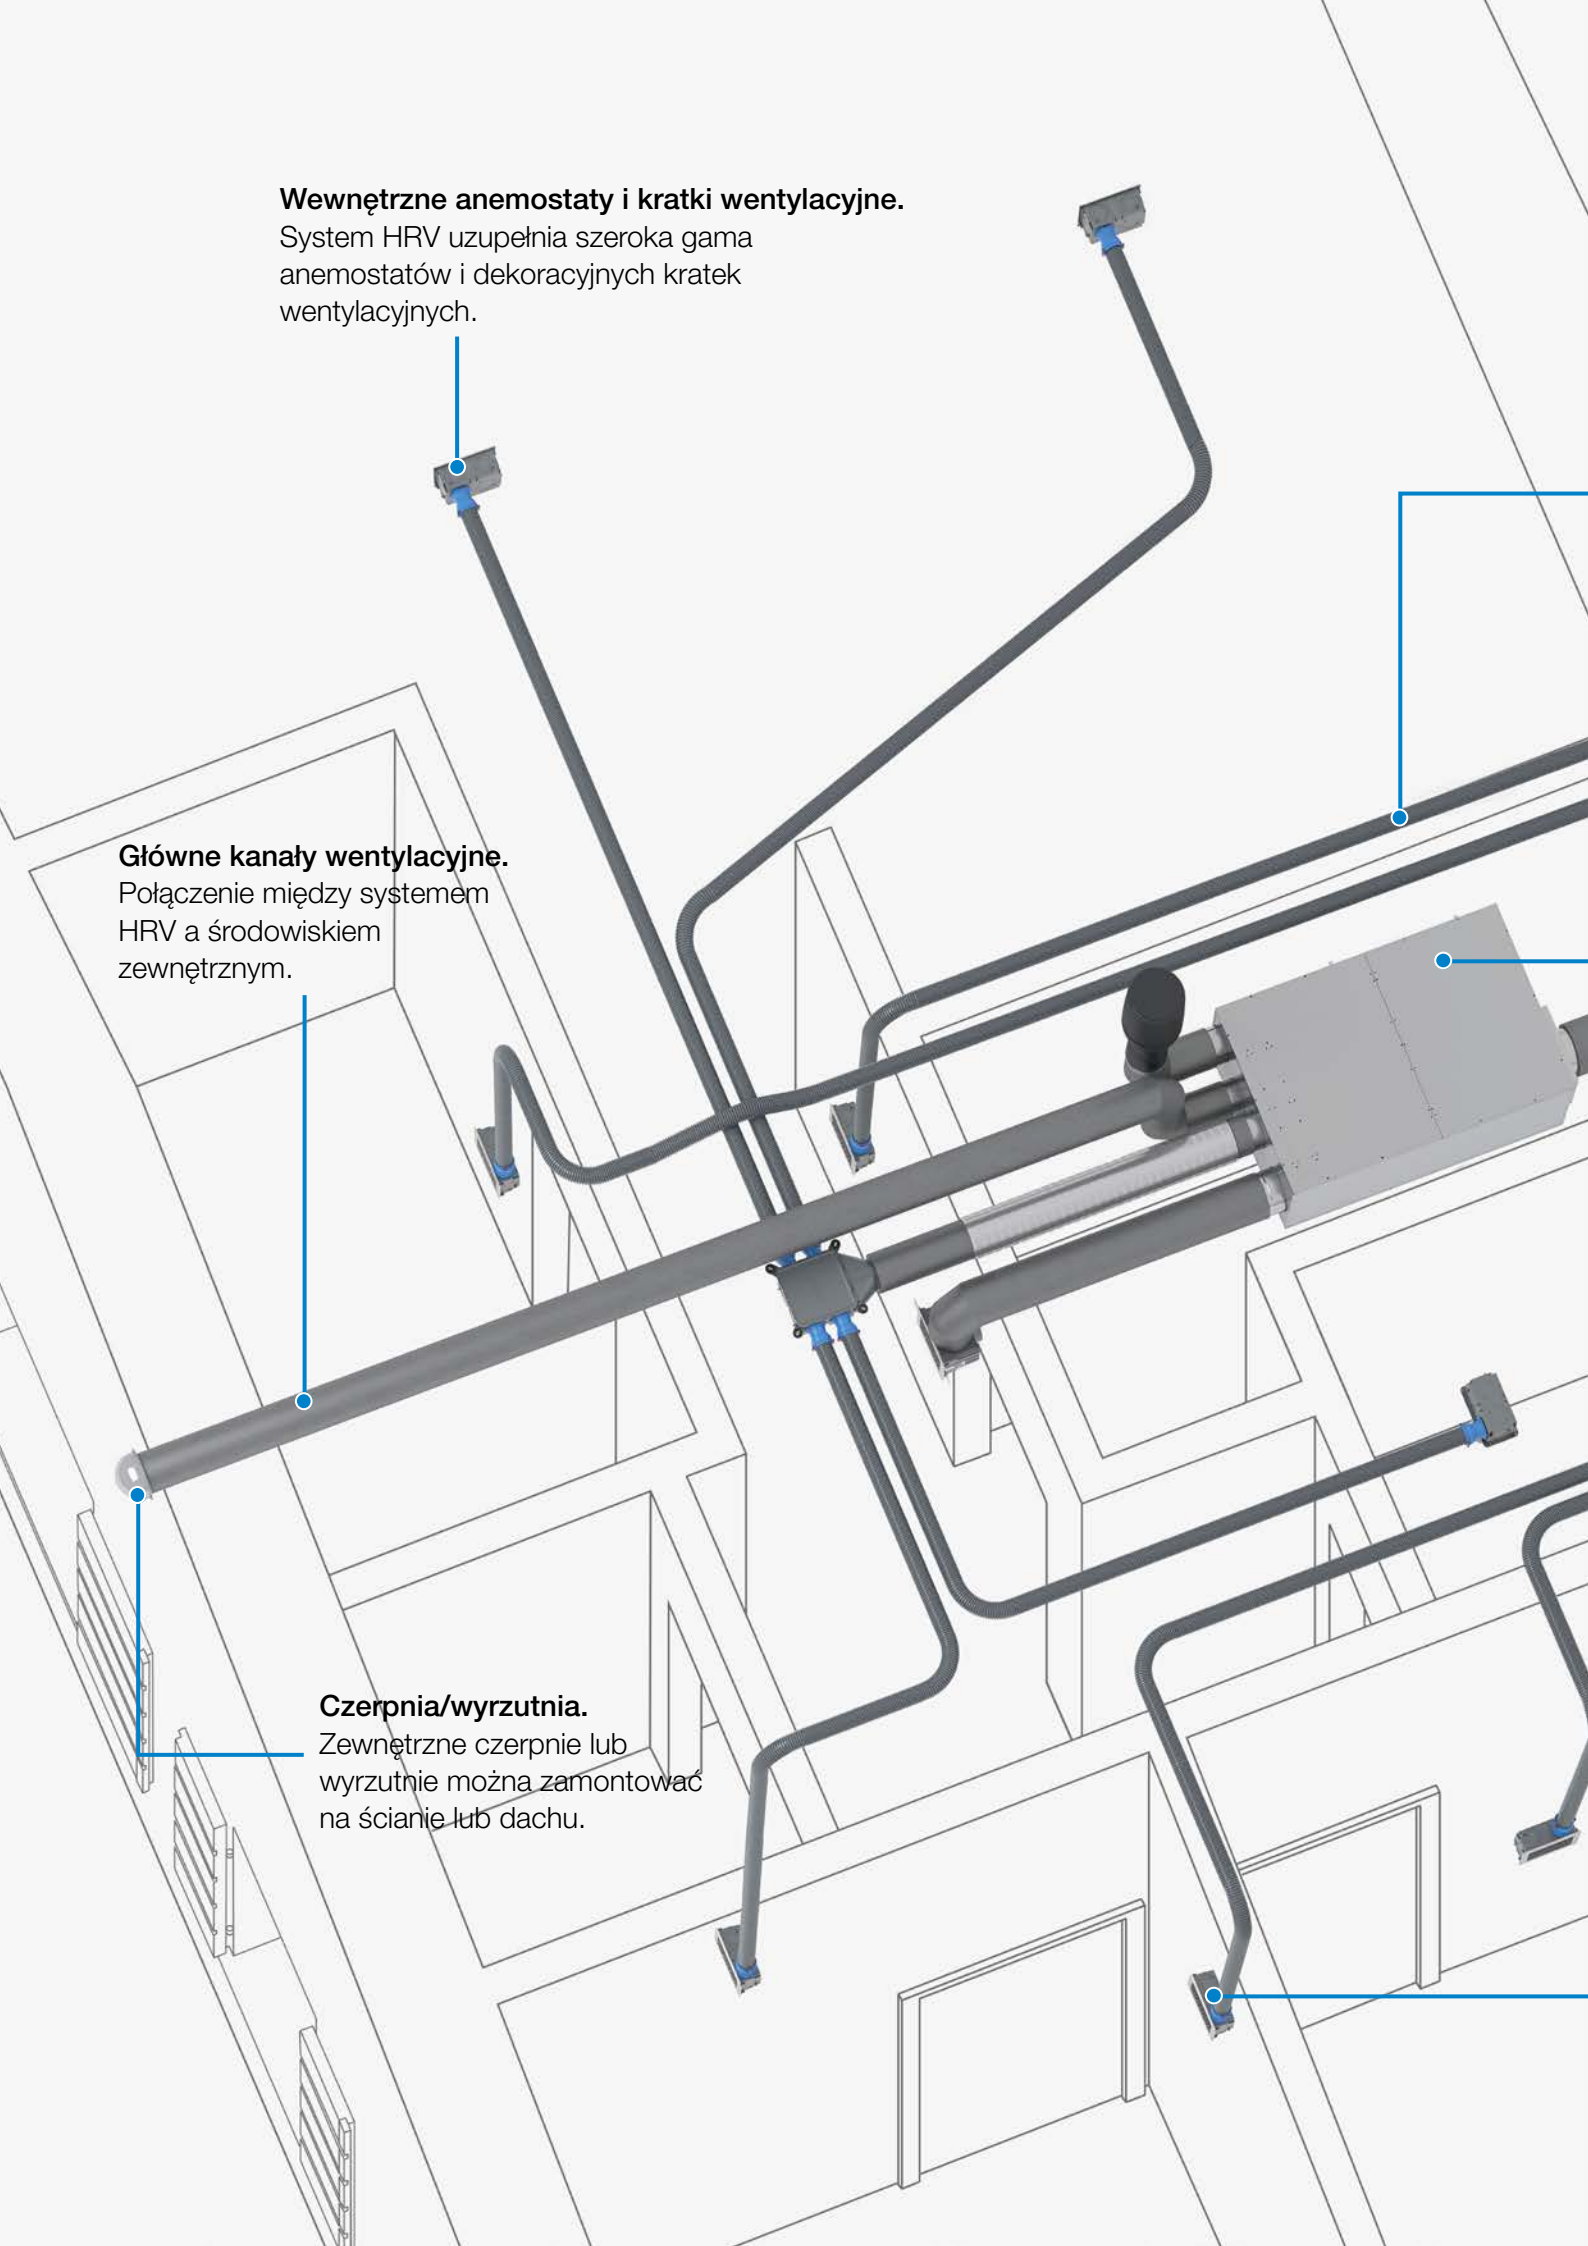 Wewnętrzne anemostaty i kratki wentylacyjne.
System HRV uzupełnia szeroka gama
anemostatów i dekoracyjnych kratek
wentylacyjnych.
Główne kanały wentylacyjne.
Połączenie między systemem
HRV a środowiskiem
zewnętrznym.
Czerpnia/wyrzutnia.
Zewnętrzne czerpnie lub
wyrzutnie można zamontować
na ścianie lub dachu.